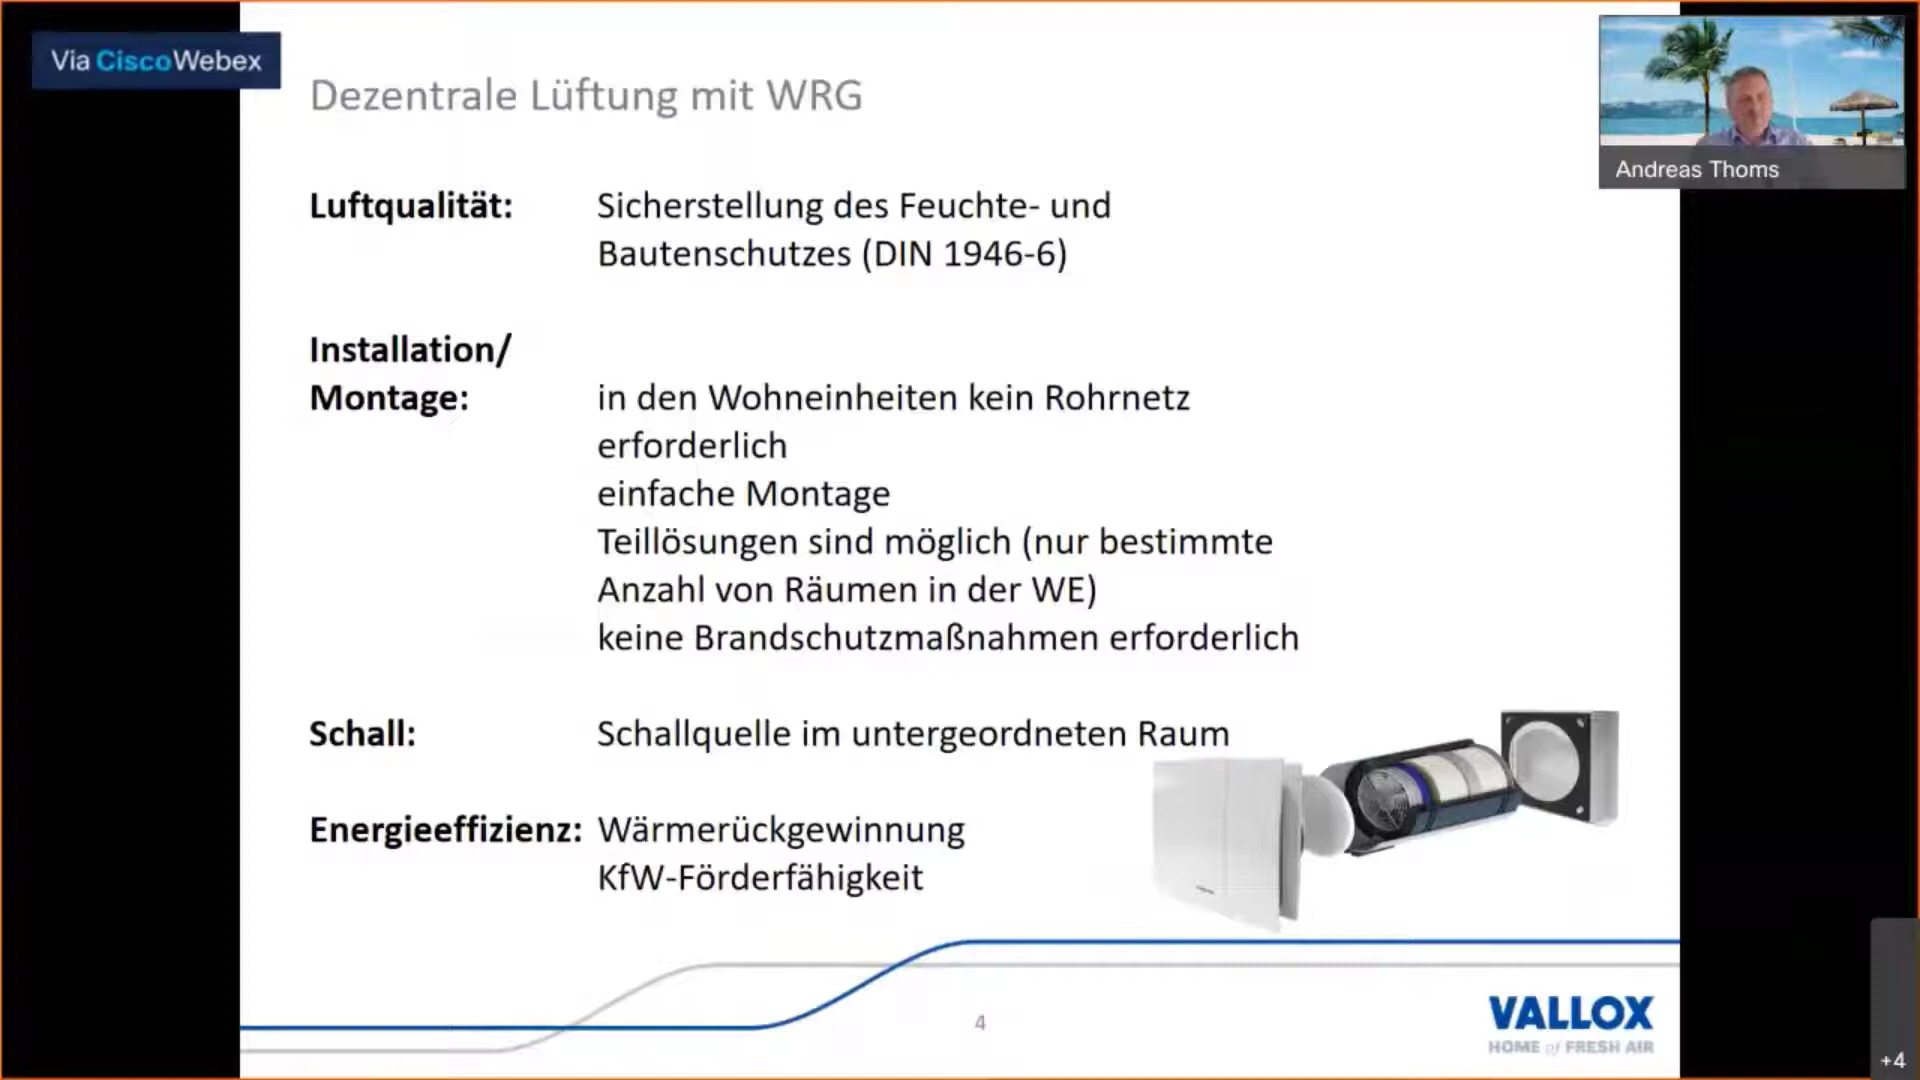 Via CiscoWebex
Dezentrale Lüftung mit WRG
Andreas Thoms
Luftqualität: Sicherstellung des Feuchte- und
Bautenschutzes (DIN 1946-6)
Installation/
Montage: in den Wohneinheiten kein Rohrnetz
erforderlich
einfache Montage
Teillösungen sind möglich (nur bestimmte
Anzahl von Räumen in der WE)
keine Brandschutzmaßnahmen erforderlich
Schall: Schallquelle im untergeordneten Raum
Energieeffizienz: Wärmerückgewinnung
KfW-Förderfähigkeit
4
VALLOX
HOME of FRESH AIR
+4